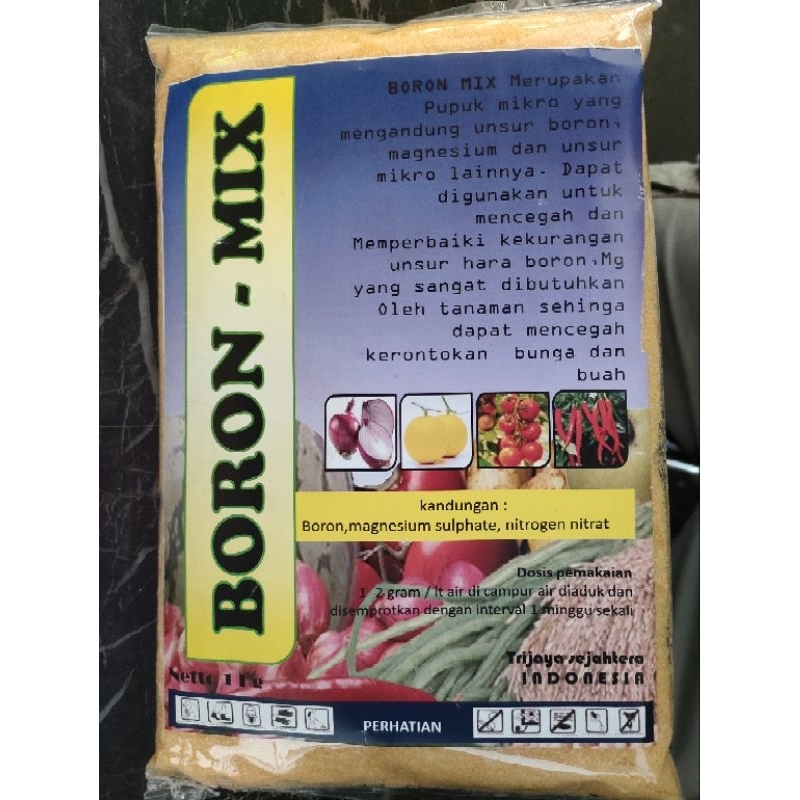 BORON - MIX
BORON MIX Merupakan
Pupuk mikro yang
mengandung unsur boron,
magnesium dan unsur
mikro lainnya. Dapat
digunakan untuk
mencegah dan
Memperbaiki kekurangan
unsur hara boron,Mg
yang sangat dibutuhkan
Oleh tanaman sehinga
dapat mencegah
kerontokan bunga dan
buah
kandungan :
Boron,magnesium sulphate, nitrogen nitrat
Dosis pemakaian
1 2 gram / lt air di campur air diaduk dan
disemprotkan dengan interval 1 minggu sekali
Trijaya sejahtera
INDONESIA
Netto 1 Kg
PERHATIAN